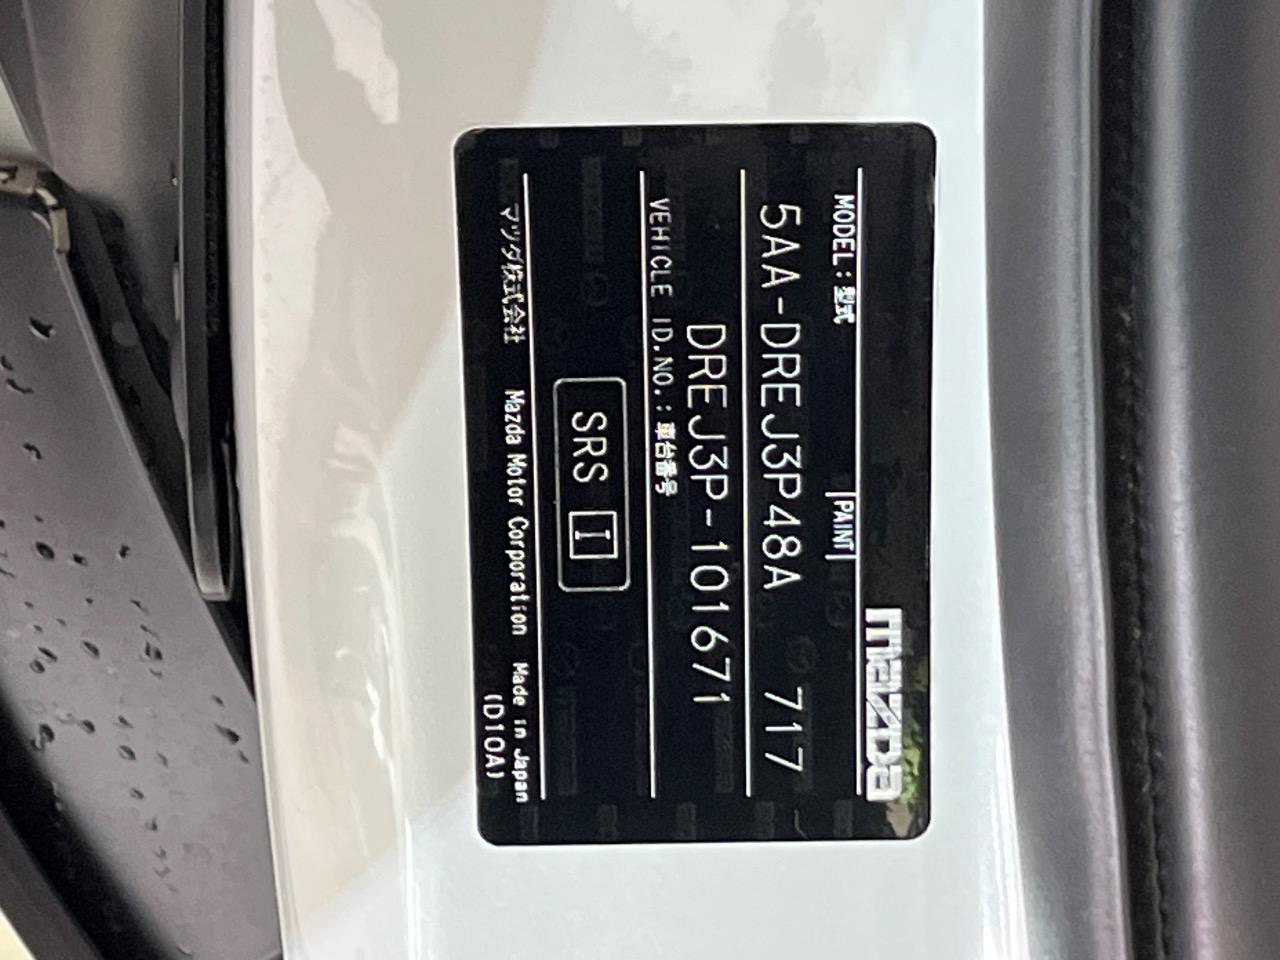 mazda
MODEL:型式 PAINT
5AA-DREJ3P48A 717
VEHICLE ID.NO.:車台番号
DREJ3P-101671
SRS I
マツダ株式会社 Mazda Motor Corporation Made in Japan
(D10A)